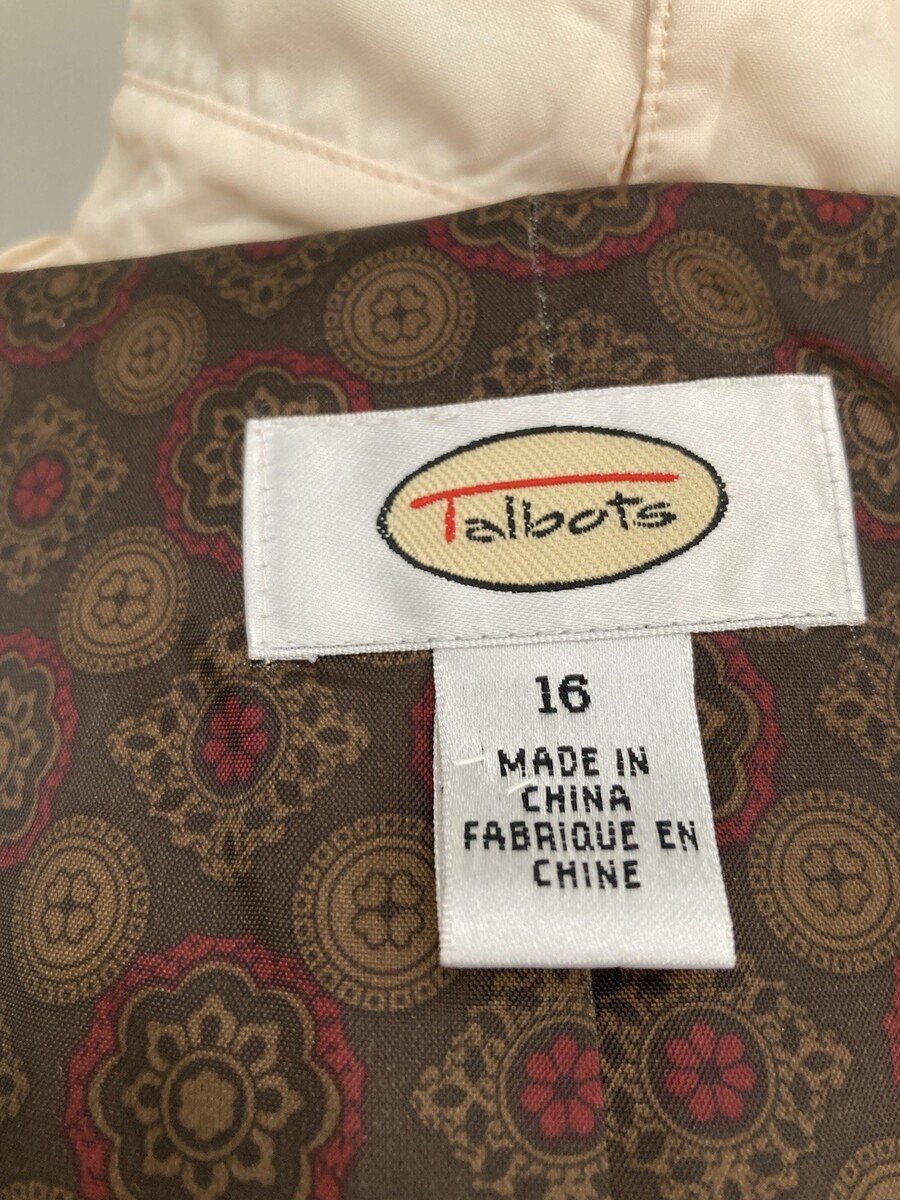 Talbots
16
MADE IN
CHINA
FABRIQUE EN
CHINE